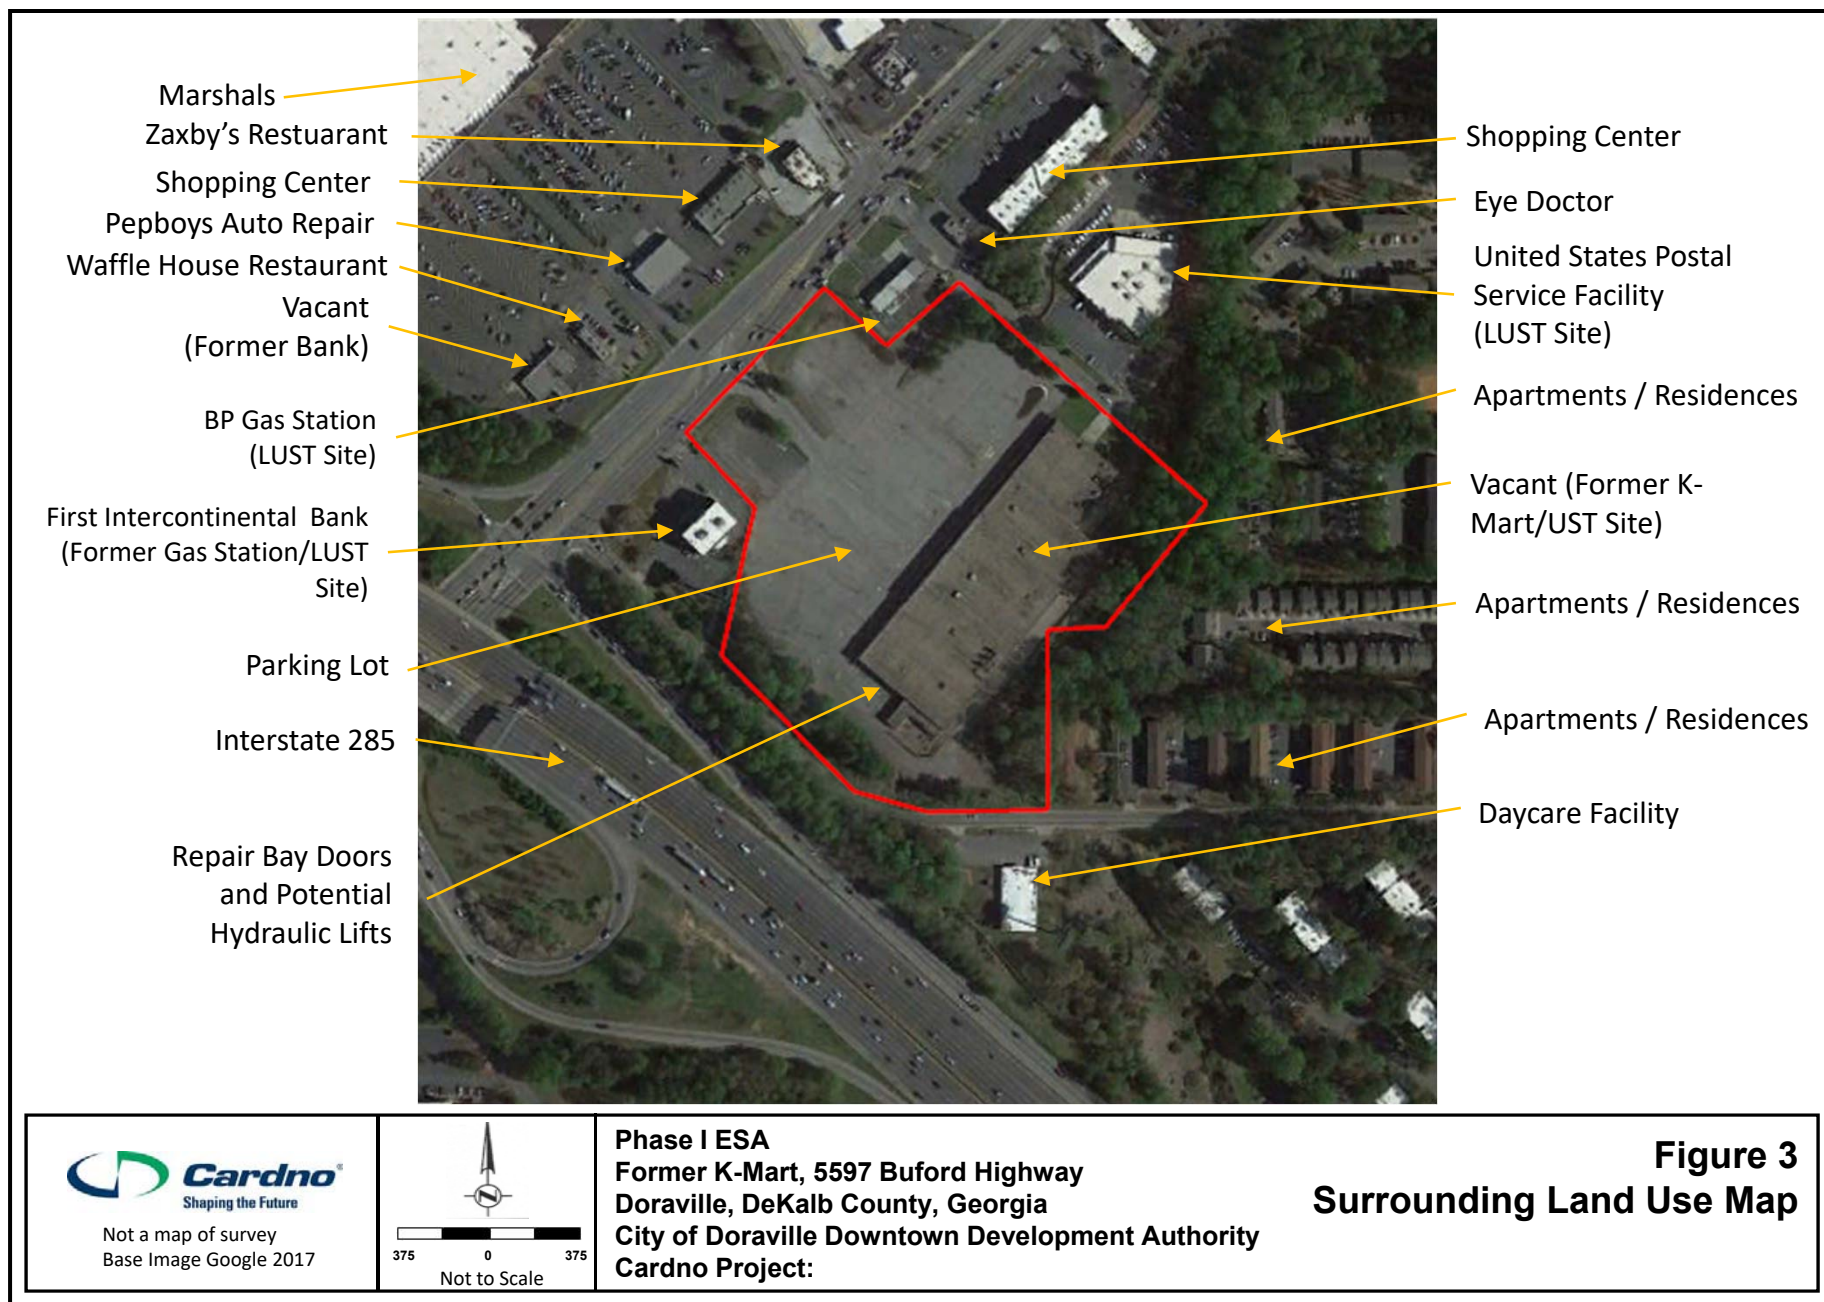 Marshals
Zaxby's Restuarant
Shopping Center
Pepboys Auto Repair
Waffle House Restaurant
Vacant
(Former Bank)
BP Gas Station
(LUST Site)
First Intercontinental Bank
(Former Gas Station/LUST
Site)
Parking Lot
Interstate 285
Repair Bay Doors
and Potential
Hydraulic Lifts
Shopping Center
Eye Doctor
United States Postal
Service Facility
(LUST Site)
Apartments / Residences
Vacant (Former K-
Mart/UST Site)
Apartments / Residences
Apartments / Residences
Daycare Facility
Cardno®
Shaping the Future
Not a map of survey
Base Image Google 2017
N
375 0 375
Not to Scale
Phase I ESA
Former K-Mart, 5597 Buford Highway
Doraville, DeKalb County, Georgia
City of Doraville Downtown Development Authority
Cardno Project:
Figure 3
Surrounding Land Use Map